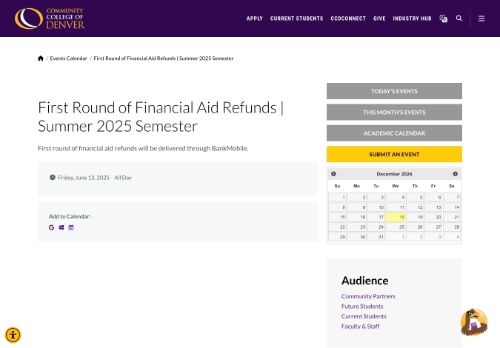 COMMUNITY
COLLEGE OF
DENVER
APPLY CURRENT STUDENTS CCDCONNECT GIVE INDUSTRY HUB
/ Events Calendar / First Round of Financial Aid Refunds | Summer 2025 Semester
First Round of Financial Aid Refunds |
Summer 2025 Semester
First round of financial aid refunds will be delivered through BankMobile.
Friday, June 13, 2025 All Day
Add to Calendar:
TODAY'S EVENTS
THIS MONTH'S EVENTS
ACADEMIC CALENDAR
SUBMIT AN EVENT
December 2024
Su Mo Tu We Th Fr Sa
1 2 3 4 5 6 7
8 9 10 11 12 13 14
15 16 17 18 19 20 21
22 23 24 25 26 27 28
29 30 31 1 2 3 4
Audience
Community Partners
Future Students
Current Students
Faculty & Staff